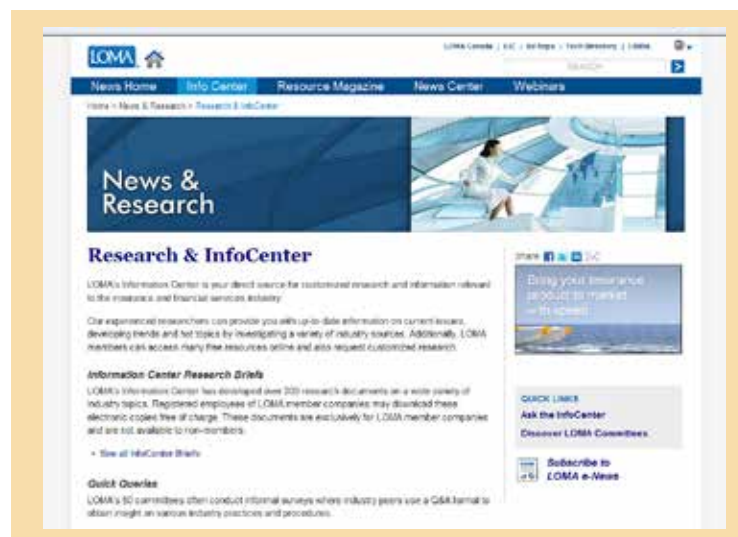 LOMA
LOMA Canada | LIC |
SEARCH
News Home Info Center Resource Magazine News Center Webinars
Home > News & Research > Research & InfoCenter
News &
Research
Research & InfoCenter
Share
LOMA's Information Center is your direct source for customized research and information relevant
to the insurance and financial services industry.
Bring your insurance
product to market
with speed
Our experienced researchers can provide you with up-to-date information on current issues,
developing trends and hot topics by investigating a variety of industry sources. Additionally, LOMA
members can access many free resources online and also request customized research.
Information Center Research Briefs
LOMA's Information Center has developed over 200 research documents on a wide variety of
industry topics. Registered employees of LOMA member companies may download these
electronic copies free of charge. These documents are exclusively for LOMA member companies
and are not available to non-members.
See all InfoCenter Briefs
QUICK LINKS
Ask the InfoCenter
Discover LOMA Committees
Subscribe to
LOMA e-News
Quick Queries
LOMA's 50 committees often conduct informal surveys where industry peers use a Q&A format to
obtain insight on various industry practices and procedures.